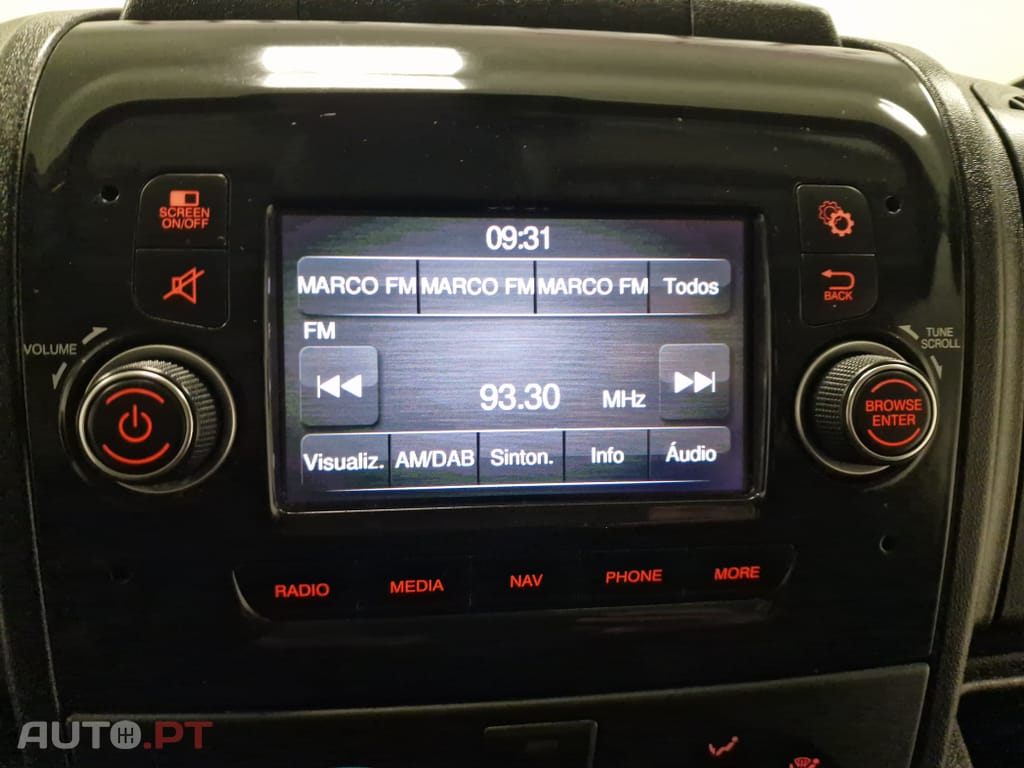 SCREEN
ON/OFF
BACK
VOLUME
TUNE
SCROLL
BROWSE
ENTER
09:31
MARCO FM MARCO FM MARCO FM Todos
FM
93.30 MHz
Visualiz. AM/DAB Sinton. Info Áudio
RADIO MEDIA NAV PHONE MORE
AUTO.PT